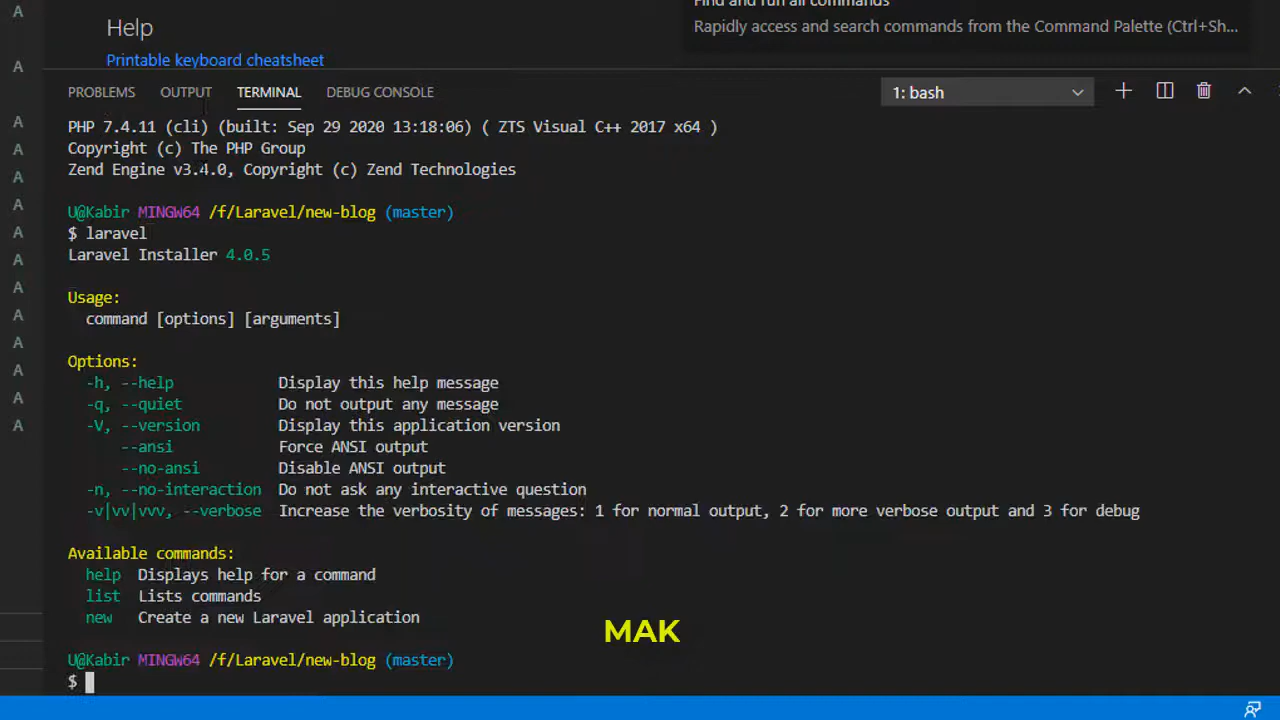 Find and run all commands
Help
Rapidly access and search commands from the Command Palette (Ctrl+Sh...
Printable keyboard cheatsheet
PROBLEMS OUTPUT TERMINAL DEBUG CONSOLE 1: bash
PHP 7.4.11 (cli) (built: Sep 29 2020 13:18:06) ( ZTS Visual C++ 2017 x64 )
Copyright (c) The PHP Group
Zend Engine v3.4.0, Copyright (c) Zend Technologies
U@Kabir MINGW64 /f/Laravel/new-blog (master)
$ laravel
Laravel Installer 4.0.5
Usage:
command [options] [arguments]
Options:
-h, --help Display this help message
-q, --quiet Do not output any message
-V, --version Display this application version
--ansi Force ANSI output
--no-ansi Disable ANSI output
-n, --no-interaction Do not ask any interactive question
-v|vv|vvv, --verbose Increase the verbosity of messages: 1 for normal output, 2 for more verbose output and 3 for debug
Available commands:
help Displays help for a command
list Lists commands
new Create a new Laravel application
MAK
U@Kabir MINGW64 /f/Laravel/new-blog (master)
$
A
A
A
A
A
A
A
A
A
A
A
A
A
A